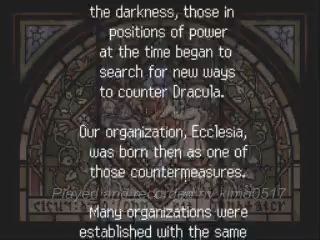 the darkness, those in
positions of power
at the time began to
search for new ways
to counter Dracula.
Our organization, Ecclesia,
was born then as one of
those countermeasures.
Played and recorded by kimb0517
Many organizations were
established with the same